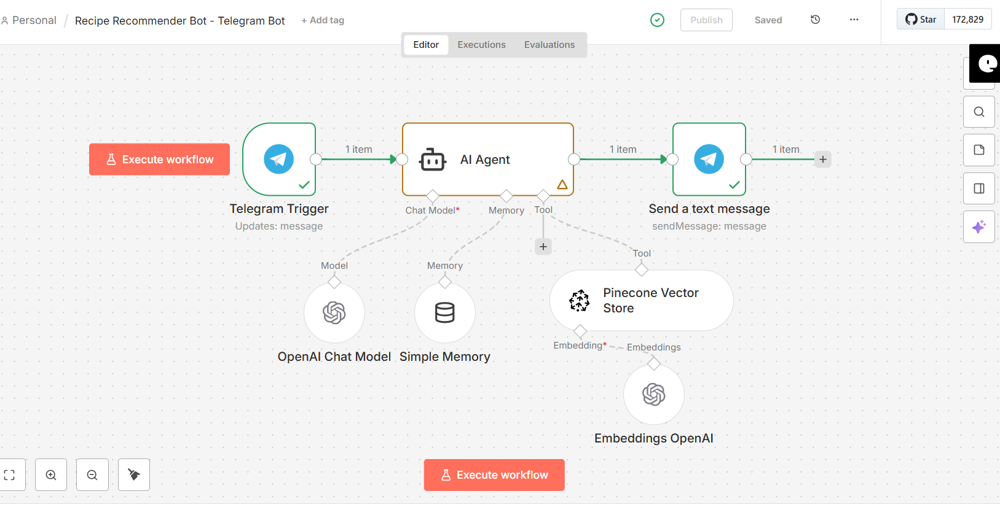 Personal / Recipe Recommender Bot - Telegram Bot + Add tag
Publish Saved ... Star 172,829
Editor Executions Evaluations
Execute workflow
1 item
AI Agent
1 item
1 item
Telegram Trigger
Updates: message
Chat Model*
Memory
Tool
Send a text message
sendMessage: message
Model
Memory
Tool
Pinecone Vector
Store
Embedding*
Embeddings
OpenAI Chat Model
Simple Memory
Embeddings OpenAI
Execute workflow